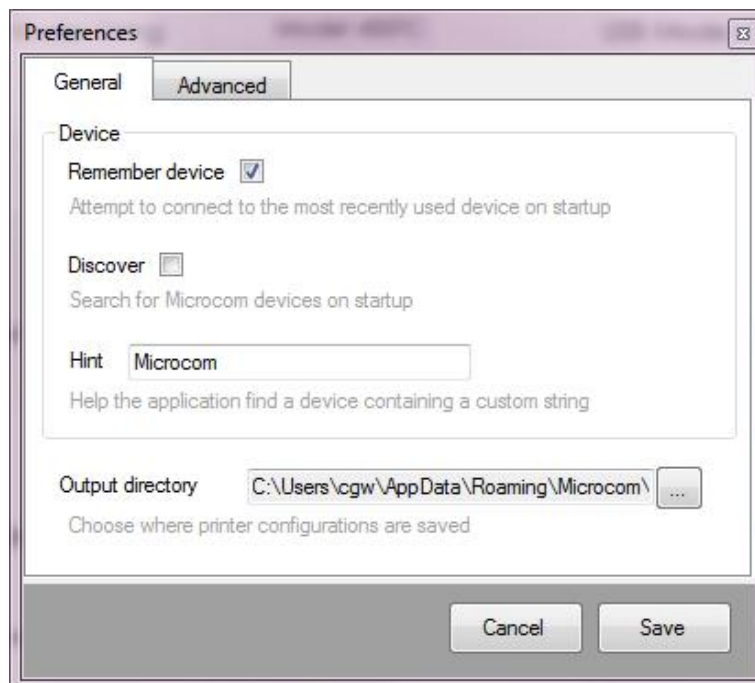 Preferences
General Advanced
Device
Remember device
Attempt to connect to the most recently used device on startup
Discover
Search for Microcom devices on startup
Hint Microcom
Help the application find a device containing a custom string
Output directory C:\Users\cgw\AppData\Roaming\Microcom\ ...
Choose where printer configurations are saved
Cancel Save